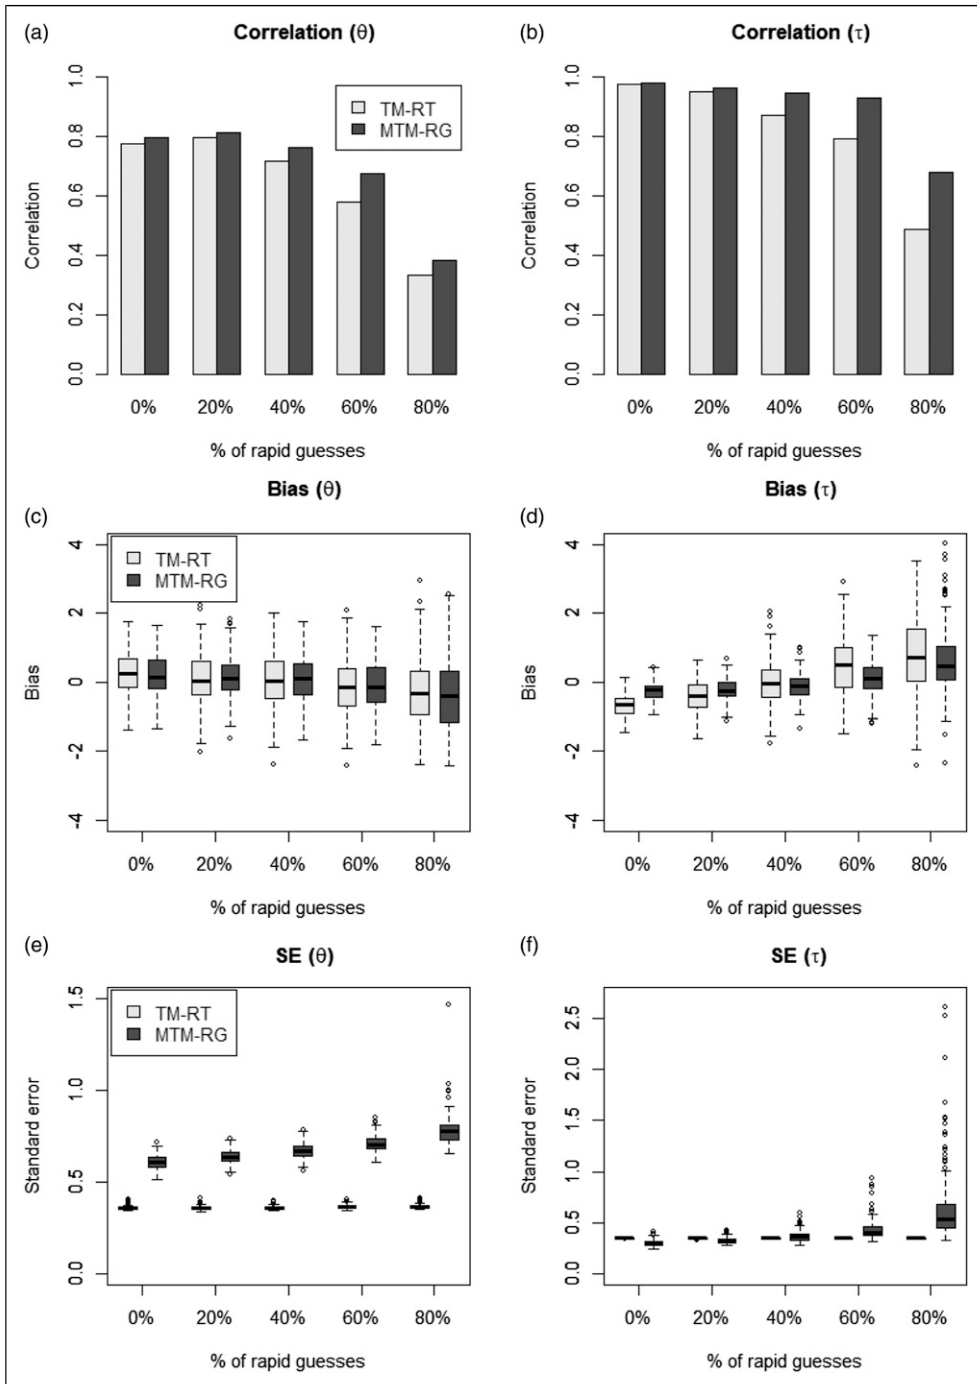 (a)
Correlation (θ)
1.0
0.8
0.6
0.4
0.2
0.0
Correlation
TM-RT
MTM-RG
0% 20% 40% 60% 80%
% of rapid guesses
(b)
Correlation (τ)
1.0
0.8
0.6
0.4
0.2
0.0
Correlation
0% 20% 40% 60% 80%
% of rapid guesses
(c)
Bias (θ)
4
2
0
-2
-4
Bias
TM-RT
MTM-RG
0% 20% 40% 60% 80%
% of rapid guesses
(d)
Bias (τ)
4
2
0
-2
-4
Bias
0% 20% 40% 60% 80%
% of rapid guesses
(e)
SE (θ)
1.5
1.0
0.5
0.0
Standard error
TM-RT
MTM-RG
0% 20% 40% 60% 80%
% of rapid guesses
(f)
SE (τ)
2.5
2.0
1.5
1.0
0.5
0.0
Standard error
0% 20% 40% 60% 80%
% of rapid guesses